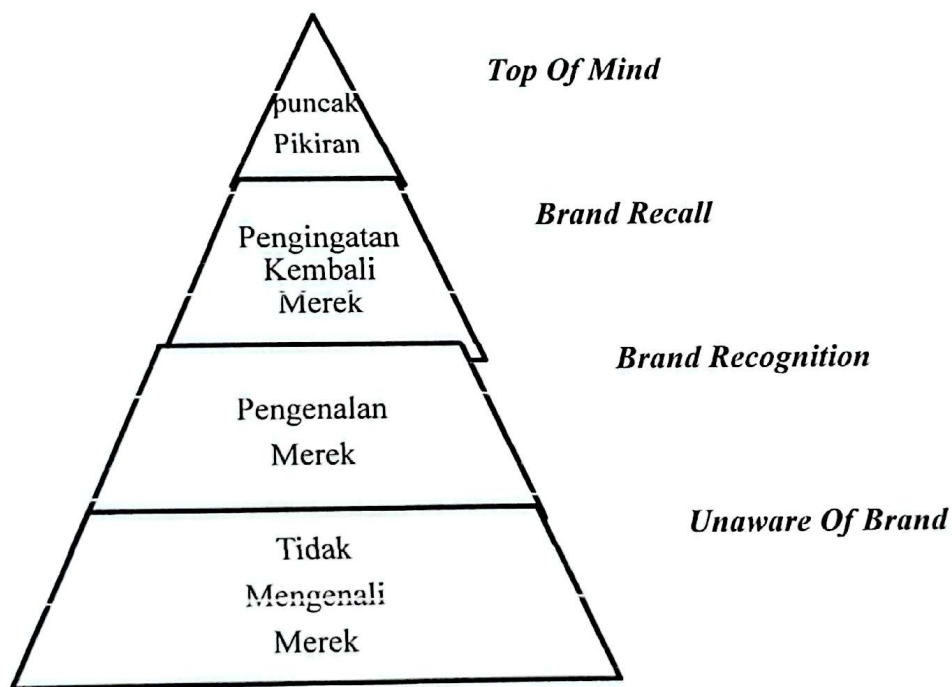 Top Of Mind
puncak
Pikiran
Brand Recall
Pengingatan
Kembali
Merek
Brand Recognition
Pengenalan
Merek
Unaware Of Brand
Tidak
Mengenali
Merek